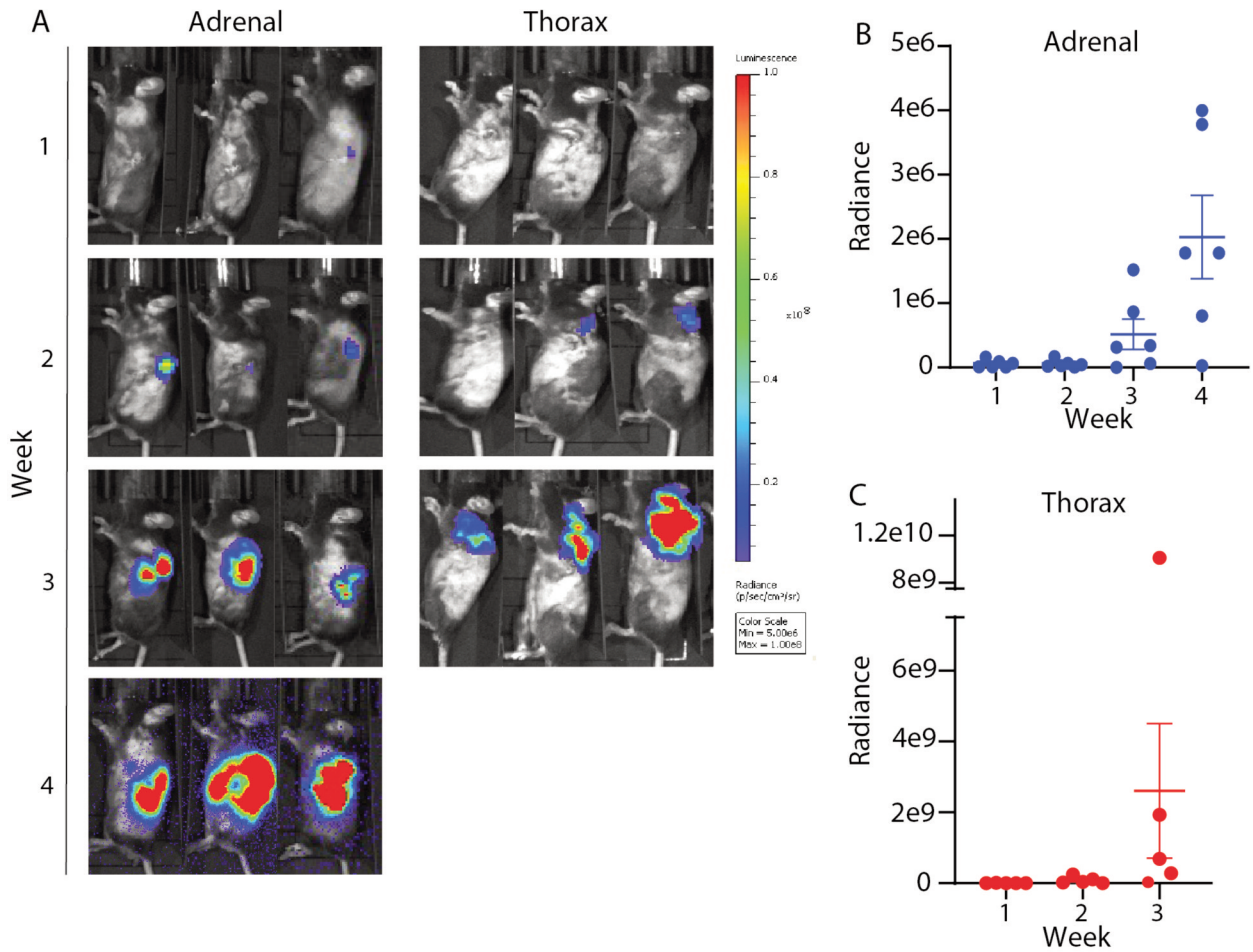 A
Adrenal
Thorax
Week
1
2
3
4
Luminescence
1.0
0.8
0.6
x10⁸
0.4
0.2
Radiance
(p/sec/cm²/sr)
Color Scale
Min = 5.00e6
Max = 1.00e8
B
Adrenal
Radiance
5e6
4e6
3e6
2e6
1e6
0
1 2 3 4
Week
C
Thorax
Radiance
1.2e10
8e9
6e9
4e9
2e9
0
1 2 3
Week